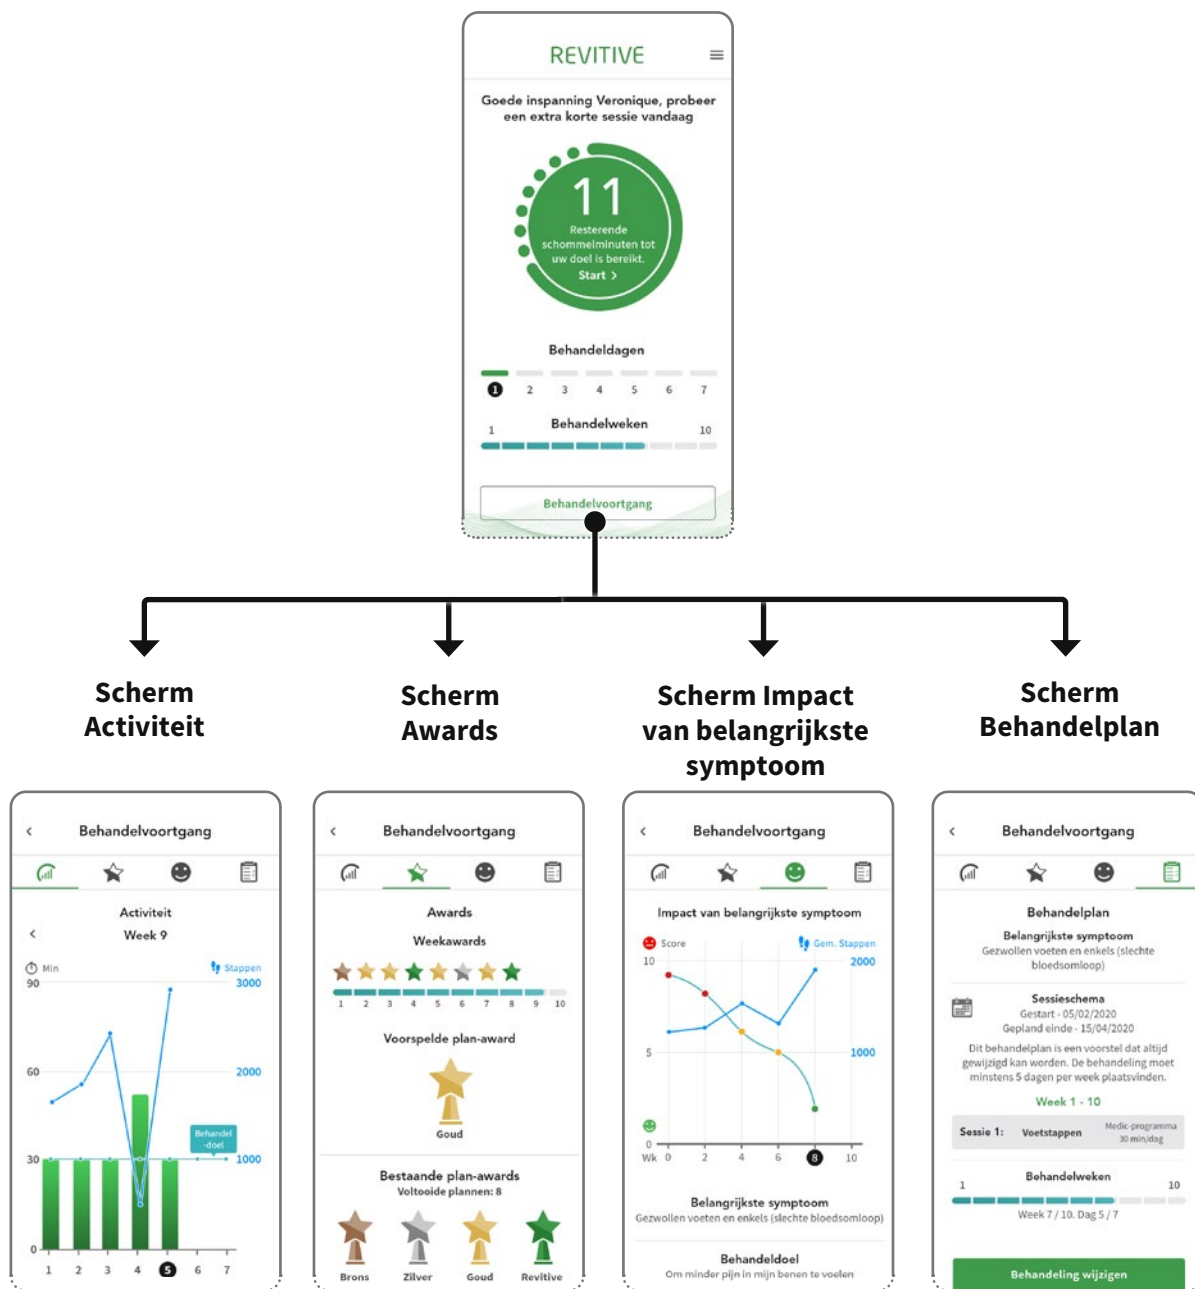 REVITIVE
Goede inspanning Veronique, probeer
een extra korte sessie vandaag
11
Resterende
schommelminuten tot
uw doel is bereikt.
Start >
Behandeldagen
1 2 3 4 5 6 7
Behandelweken
1 10
Behandelvoortgang
Scherm
Activiteit
Scherm
Awards
Scherm Impact
van belangrijkste
symptoom
Scherm
Behandelplan
< Behandelvoortgang
Activiteit
< Week 9
Min Stappen
90 3000
60 2000
Behandel
-doel
30 1000
0
1 2 3 4 5 6 7
< Behandelvoortgang
Awards
Weekawards
1 2 3 4 5 6 7 8 9 10
Voorspelde plan-award
Goud
Bestaande plan-awards
Voltooide plannen: 8
Brons Zilver Goud Revitive
< Behandelvoortgang
Impact van belangrijkste symptoom
Score Gem. Stappen
10 2000
5 1000
0
Wk 0 2 4 6 8 10
Belangrijkste symptoom
Gezwollen voeten en enkels (slechte bloedsomloop)
Behandeldoel
Om minder pijn in mijn benen te voelen
< Behandelvoortgang
Behandelplan
Belangrijkste symptoom
Gezwollen voeten en enkels (slechte
bloedsomloop)
Sessieschema
Gestart - 05/02/2020
Gepland einde - 15/04/2020
Dit behandelplan is een voorstel dat altijd
gewijzigd kan worden. De behandeling moet
minstens 5 dagen per week plaatsvinden.
Week 1 - 10
Sessie 1: Voetstappen Medic-programma
30 min/dag
Behandelweken
1 10
Week 7 / 10. Dag 5 / 7
Behandeling wijzigen